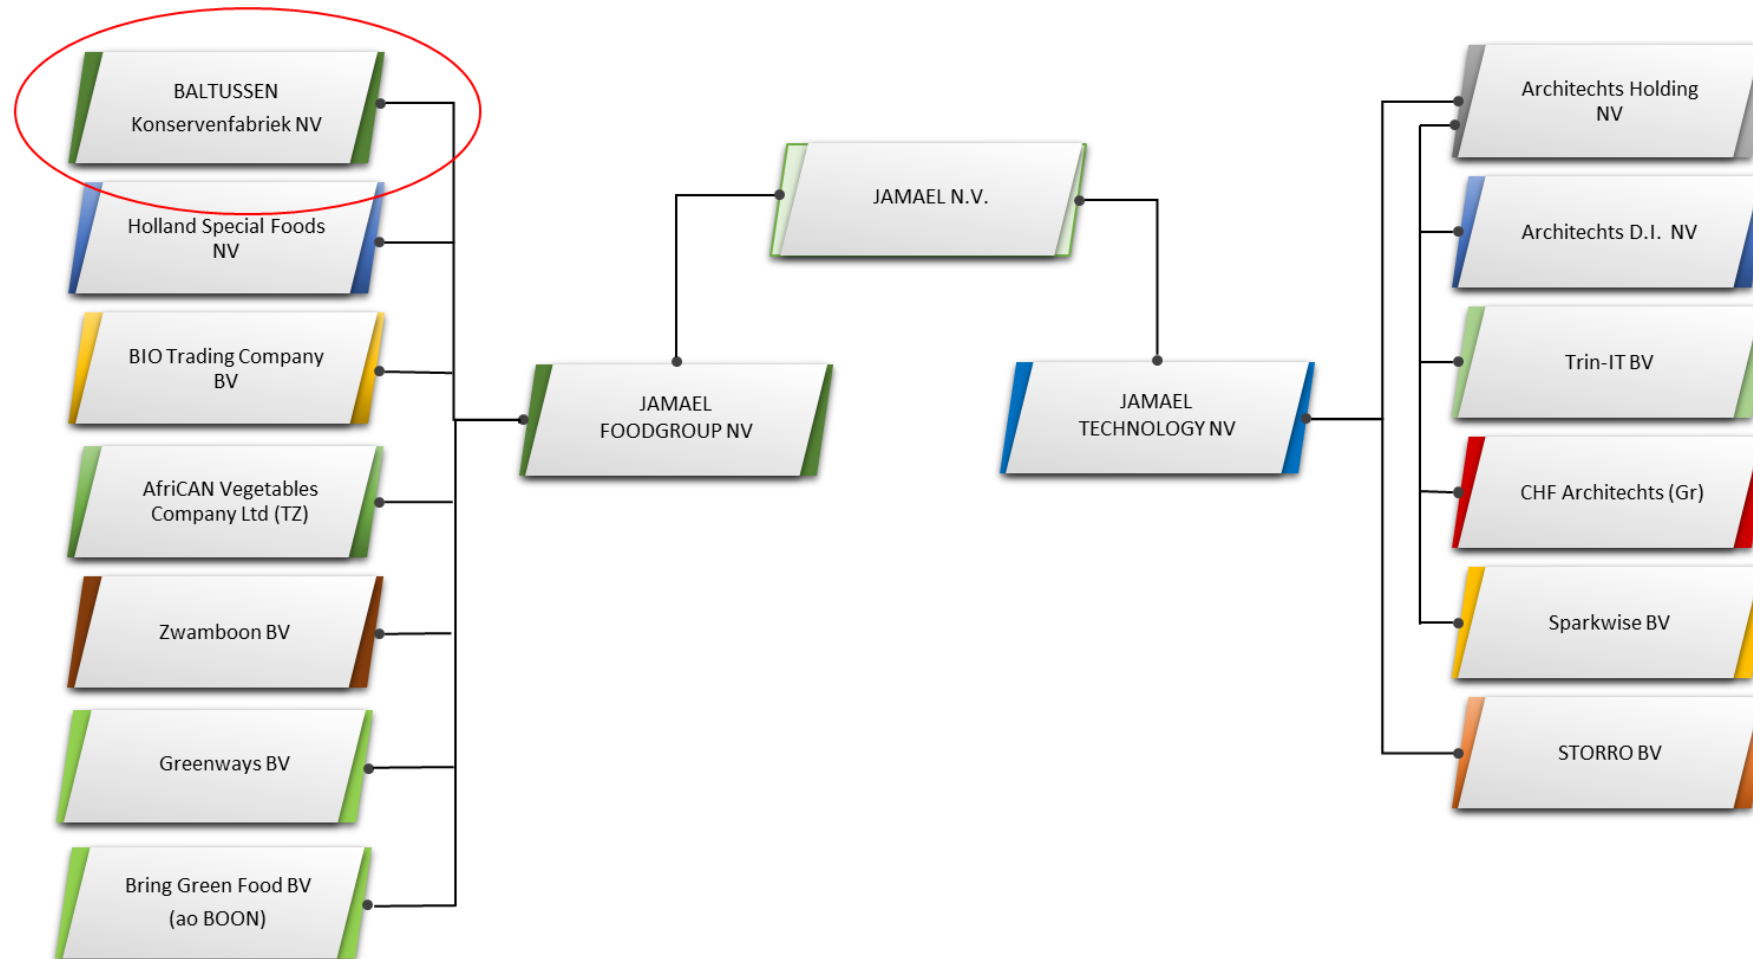 BALTUSSEN
Konservenfabriek NV
Holland Special Foods
NV
BIO Trading Company
BV
AfriCAN Vegetables
Company Ltd (TZ)
Zwamboon BV
Greenways BV
Bring Green Food BV
(ao BOON)
JAMAEL N.V.
JAMAEL
FOODGROUP NV
JAMAEL
TECHNOLOGY NV
Architechts Holding
NV
Architechts D.I. NV
Trin-IT BV
CHF Architechts (Gr)
Sparkwise BV
STORRO BV